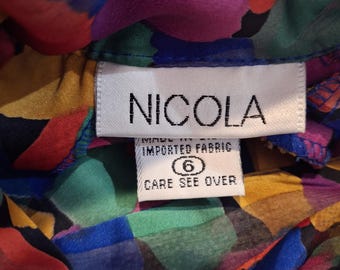 NICOLA
MADE IN
IMPORTED FABRIC
6
CARE SEE OVER